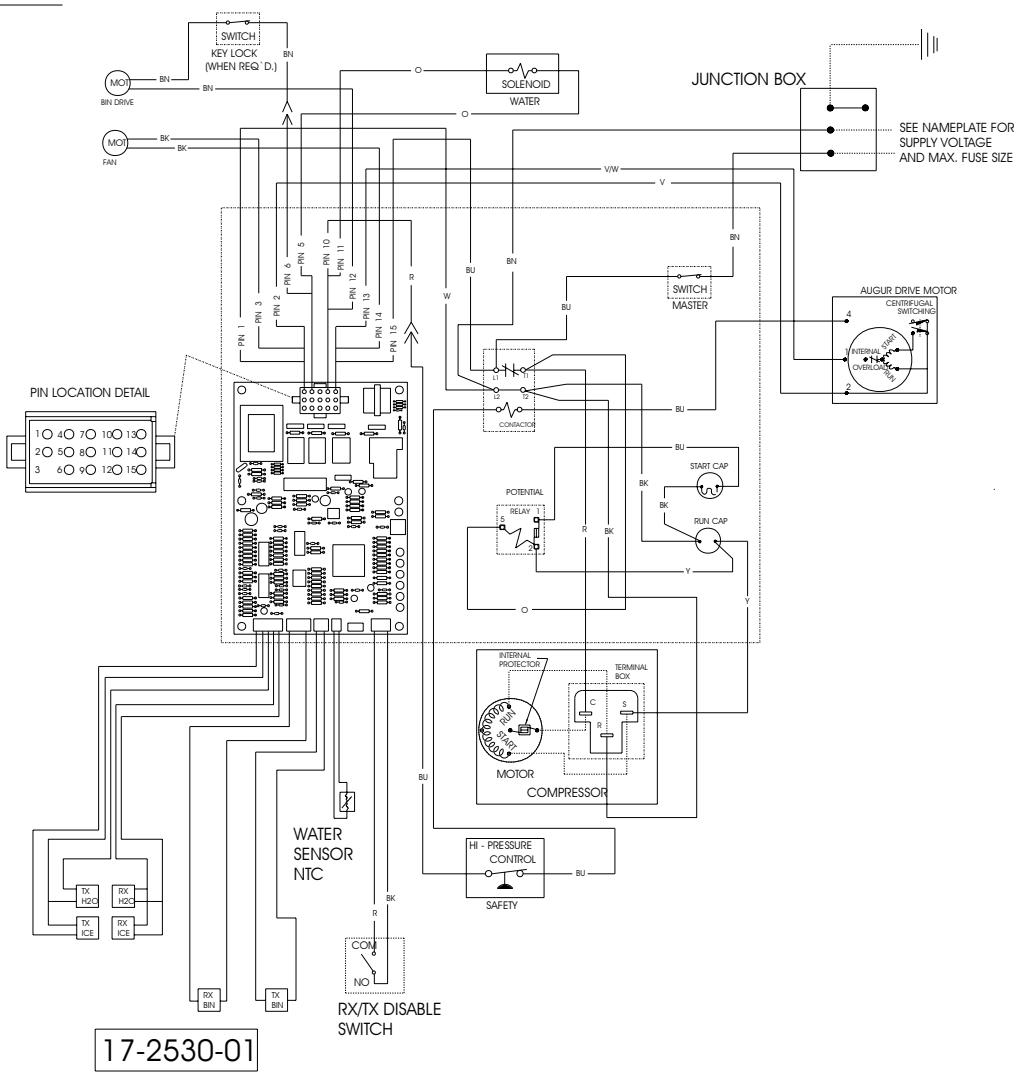 SWITCH
KEY LOCK
(WHEN REQ`D.)
BN
BN
BN
MOT
BIN DRIVE
BK
BK
MOT
FAN
O
O
SOLENOID
WATER
JUNCTION BOX
SEE NAMEPLATE FOR
SUPPLY VOLTAGE
AND MAX. FUSE SIZE
V/W
V
PIN 1
PIN 3
PIN 2
PIN 6
PIN 5
PIN 10
PIN 11
PIN 12
PIN 13
PIN 14
PIN 15
R
W
BU
BN
BU
BN
SWITCH
MASTER
AUGUR DRIVE MOTOR
CENTRIFUGAL
SWITCHING
4
1
2
INTERNAL
OVERLOAD
START
RUN
L1
T1
L2
T2
CONTACTOR
BU
PIN LOCATION DETAIL
1 4 7 10 13
2 5 8 11 14
3 6 9 12 15
BU
START CAP
BK
RUN CAP
BK
R
BK
POTENTIAL
RELAY
1
5
2
Y
Y
O
INTERNAL
PROTECTOR
TERMINAL
BOX
C
S
R
RUN
START
MOTOR
COMPRESSOR
BU
HI - PRESSURE
CONTROL
BU
SAFETY
WATER
SENSOR
NTC
BK
R
COM
NO
RX/TX DISABLE
SWITCH
TX
H2O
RX
H2O
TX
ICE
RX
ICE
RX
BIN
TX
BIN
17-2530-01